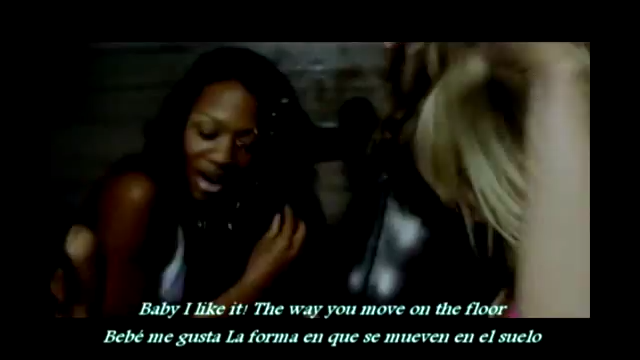 Baby I like it! The way you move on the floor
Bebé me gusta La forma en que se mueven en el suelo